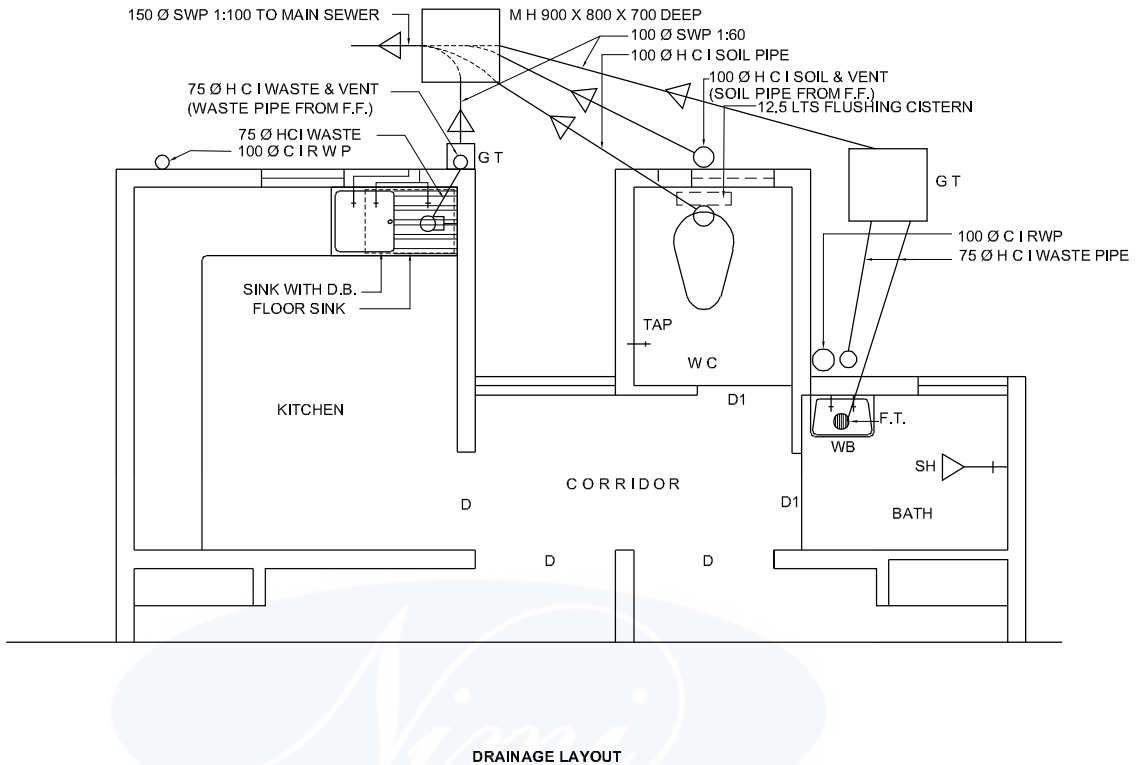 150 Ø SWP 1:100 TO MAIN SEWER
M H 900 X 800 X 700 DEEP
100 Ø SWP 1:60
100 Ø H C I SOIL PIPE
75 Ø H C I WASTE & VENT
(WASTE PIPE FROM F.F.)
100 Ø H C I SOIL & VENT
(SOIL PIPE FROM F.F.)
12.5 LTS FLUSHING CISTERN
75 Ø HCI WASTE
100 Ø C I R W P
G T
G T
100 Ø C I RWP
75 Ø H C I WASTE PIPE
SINK WITH D.B.
FLOOR SINK
TAP
W C
KITCHEN
D1
F.T.
WB
SH
CORRIDOR
D
D1
BATH
D
D
Nimi
DRAINAGE LAYOUT